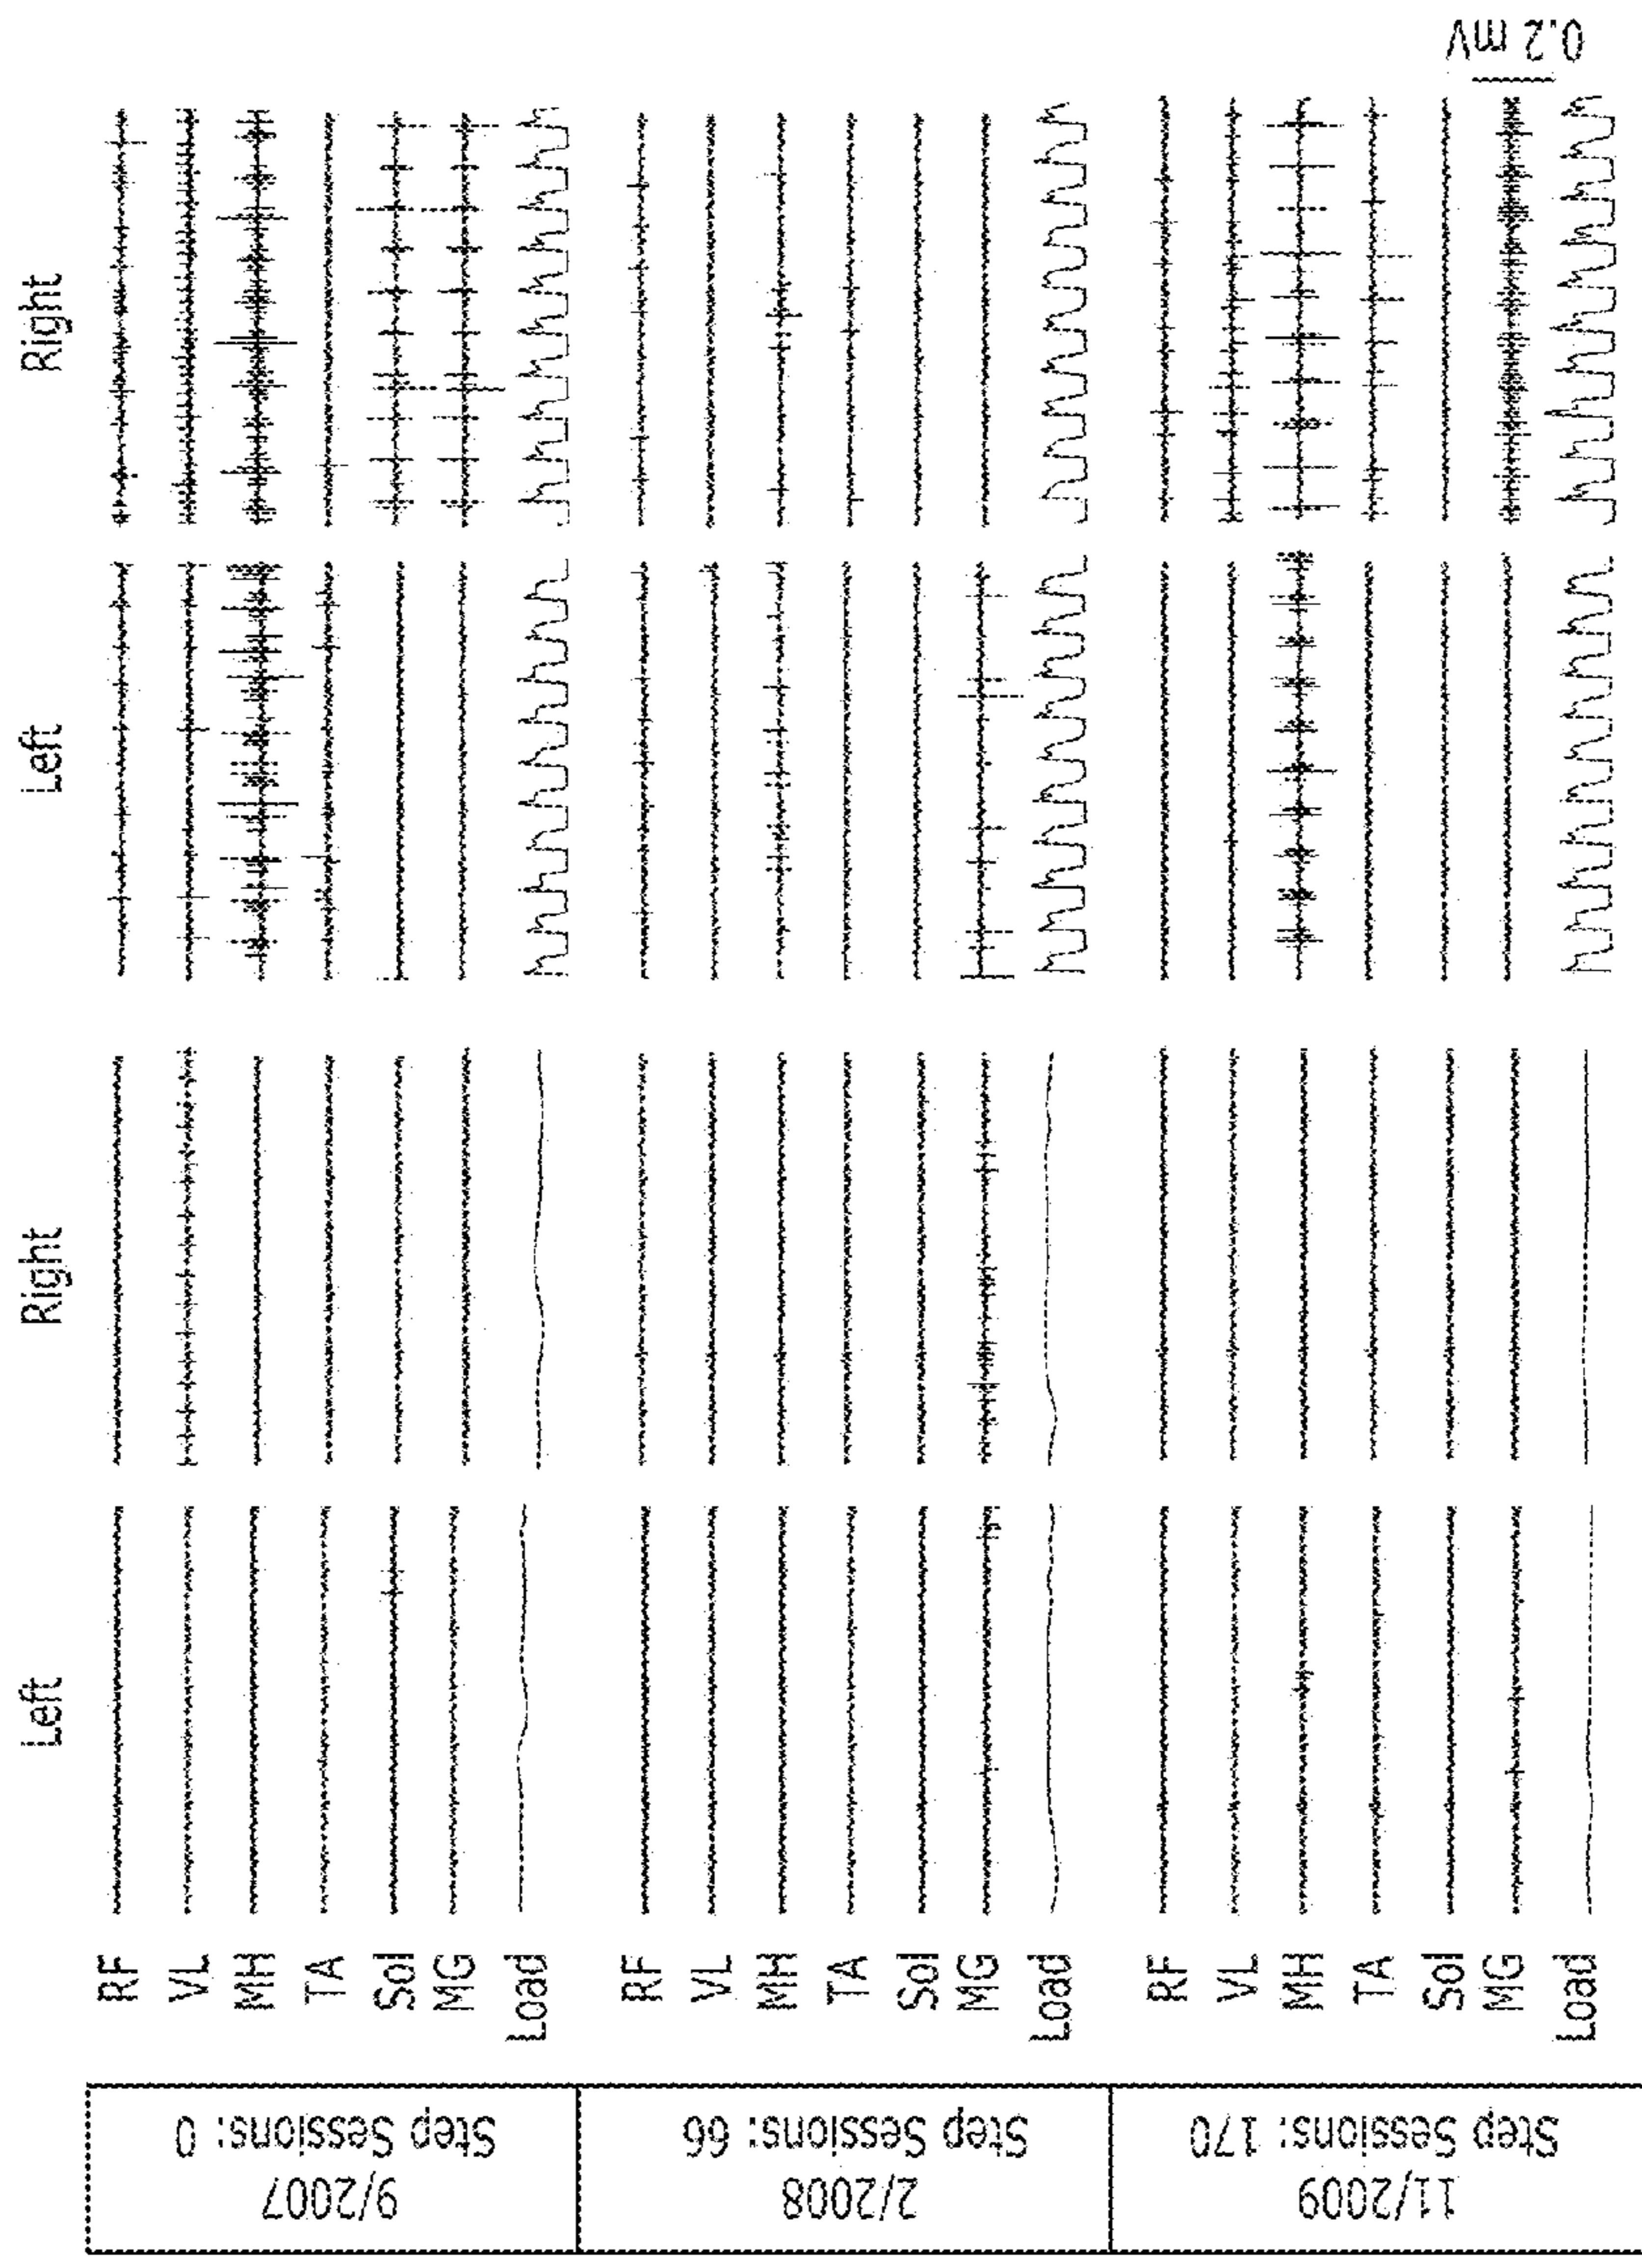 Left
Right
Left
Right
9/2007
Step Sessions: 0
RF
VL
MH
TA
Sol
MG
Load
2/2008
Step Sessions: 66
RF
VL
MH
TA
Sol
MG
Load
11/2009
Step Sessions: 170
RF
VL
MH
TA
Sol
MG
Load
0.2 mV